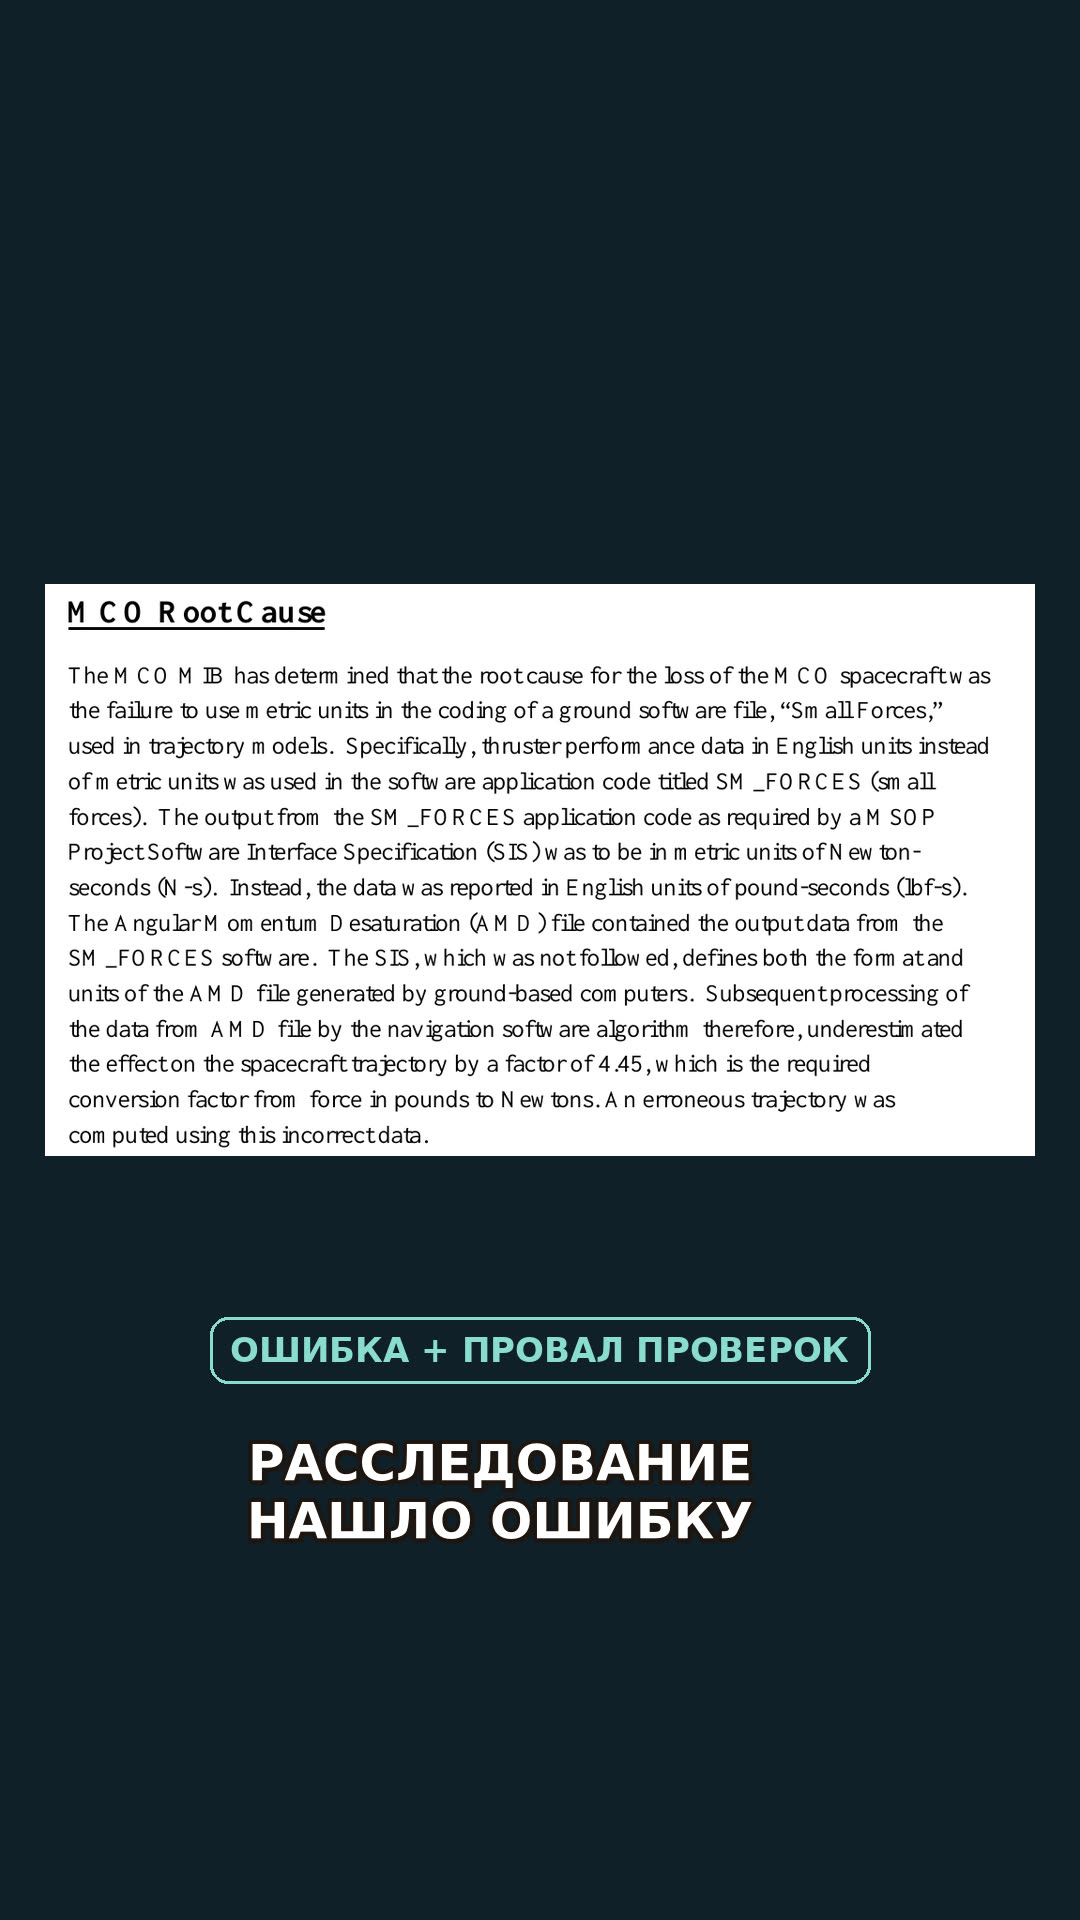 MCO Root Cause
The MCO MIB has determined that the root cause for the loss of the MCO spacecraft was
the failure to use metric units in the coding of a ground software file, “Small Forces,”
used in trajectory models. Specifically, thruster performance data in English units instead
of metric units was used in the software application code titled SM_FORCES (small
forces). The output from the SM_FORCES application code as required by a MSOP
Project Software Interface Specification (SIS) was to be in metric units of Newton-
seconds (N-s). Instead, the data was reported in English units of pound-seconds (lbf-s).
The Angular Momentum Desaturation (AMD) file contained the output data from the
SM_FORCES software. The SIS, which was not followed, defines both the format and
units of the AMD file generated by ground-based computers. Subsequent processing of
the data from AMD file by the navigation software algorithm therefore, underestimated
the effect on the spacecraft trajectory by a factor of 4.45, which is the required
conversion factor from force in pounds to Newtons. An erroneous trajectory was
computed using this incorrect data.
ОШИБКА + ПРОВАЛ ПРОВЕРОК
РАССЛЕДОВАНИЕ
НАШЛО ОШИБКУ